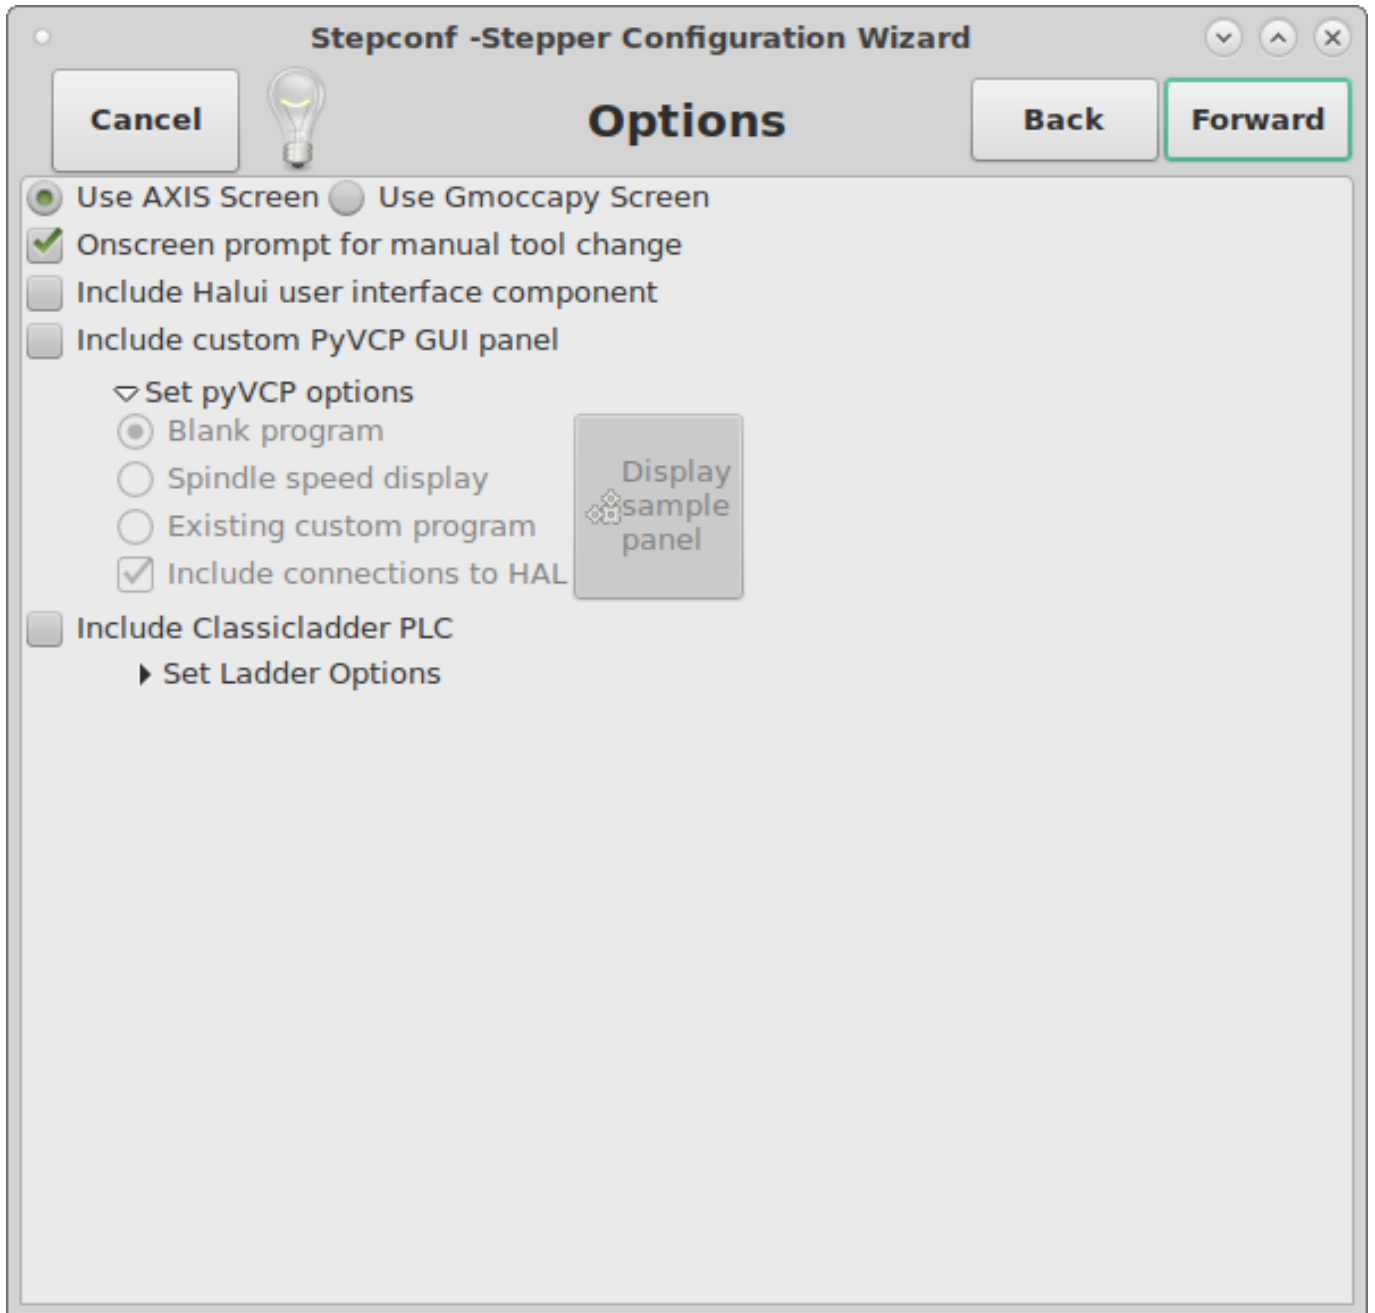 Stepconf -Stepper Configuration Wizard
Cancel
Options
Back
Forward
Use AXIS Screen
Use Gmoccapy Screen
Onscreen prompt for manual tool change
Include Halui user interface component
Include custom PyVCP GUI panel
Set pyVCP options
Blank program
Spindle speed display
Existing custom program
Include connections to HAL
Display
sample
panel
Include Classicladder PLC
Set Ladder Options